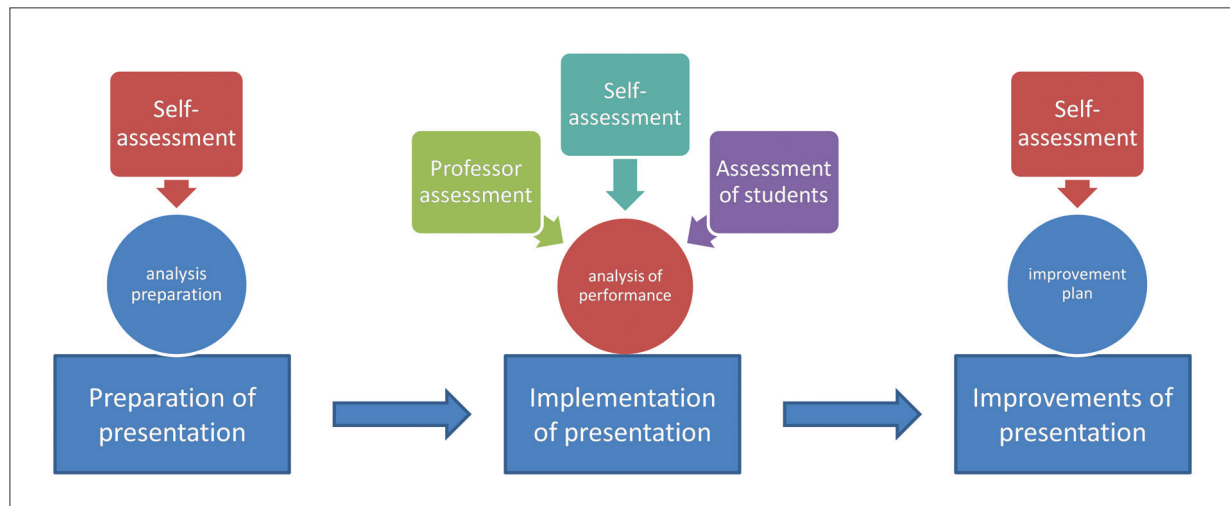 Self-
assessment
analysis
preparation
Preparation of
presentation
Professor
assessment
Self-
assessment
Assessment
of students
analysis of
performance
Implementation
of presentation
Self-
assessment
improvement
plan
Improvements of
presentation